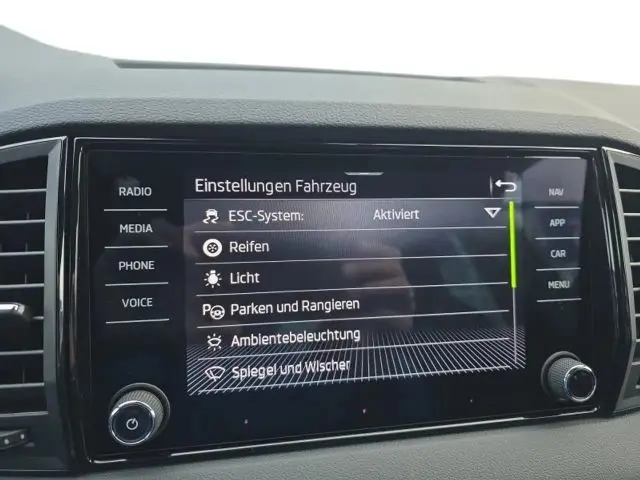 RADIO
MEDIA
PHONE
VOICE
Einstellungen Fahrzeug
ESC-System: Aktiviert
Reifen
Licht
P Parken und Rangieren
Ambientebeleuchtung
Spiegel und Wischer
NAV
APP
CAR
MENU